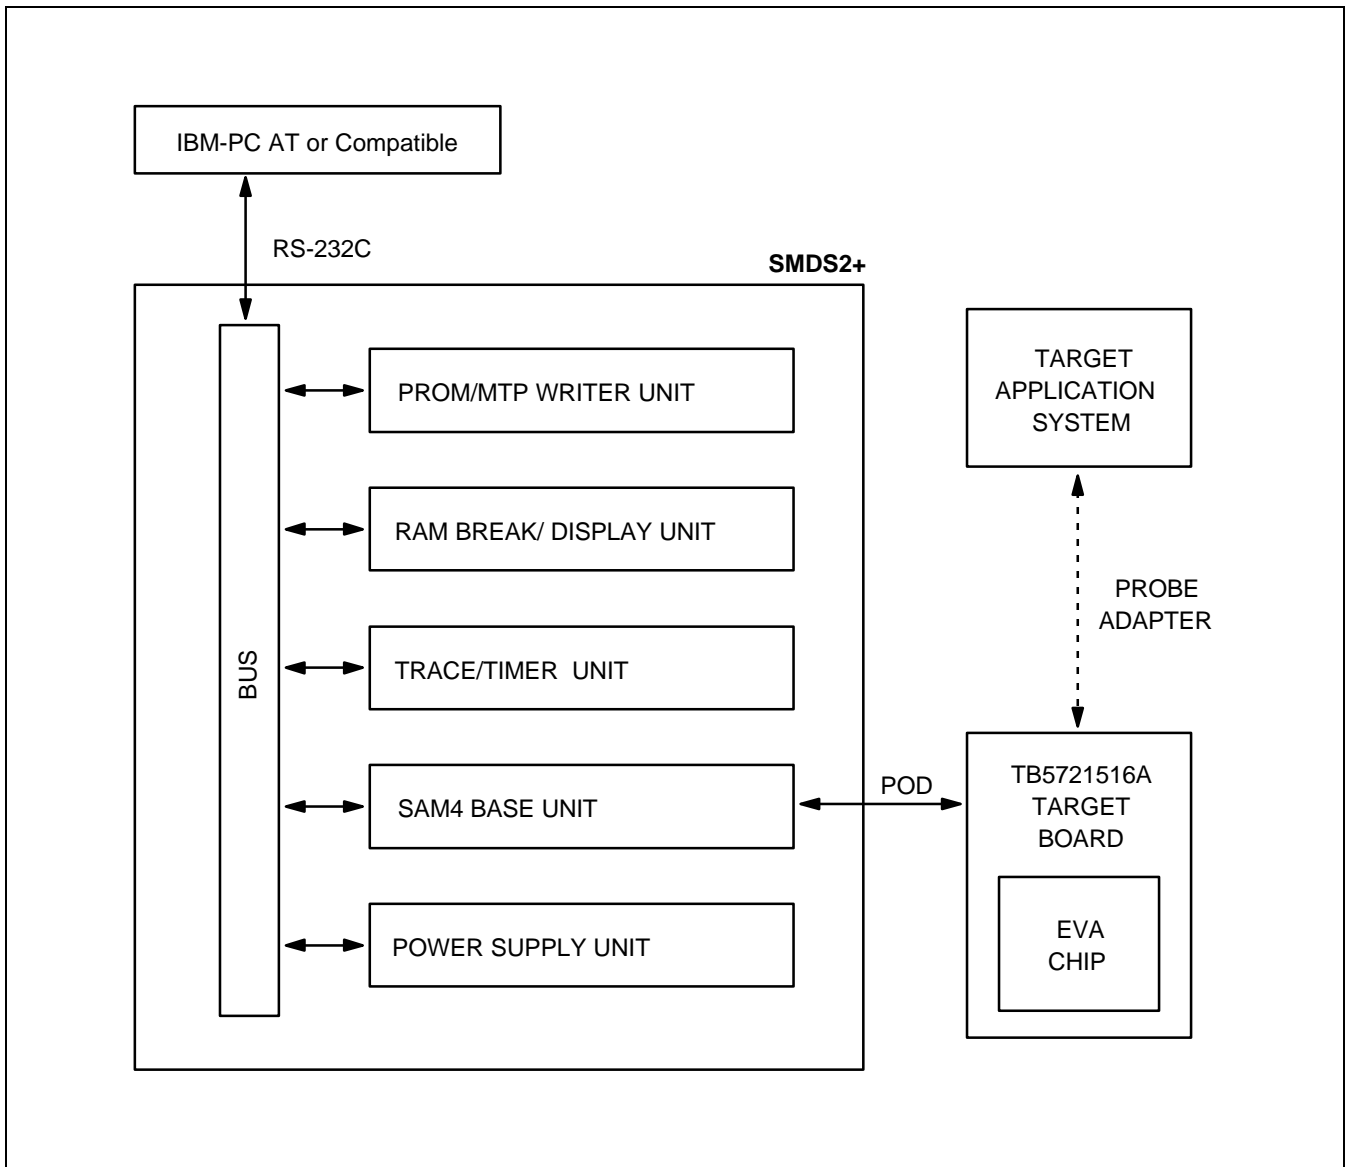 IBM-PC AT or Compatible
RS-232C
SMDS2+
BUS
PROM/MTP WRITER UNIT
RAM BREAK/ DISPLAY UNIT
TRACE/TIMER  UNIT
SAM4 BASE UNIT
POWER SUPPLY UNIT
POD
TARGET
APPLICATION
SYSTEM
PROBE
ADAPTER
TB5721516A
TARGET
BOARD
EVA
CHIP